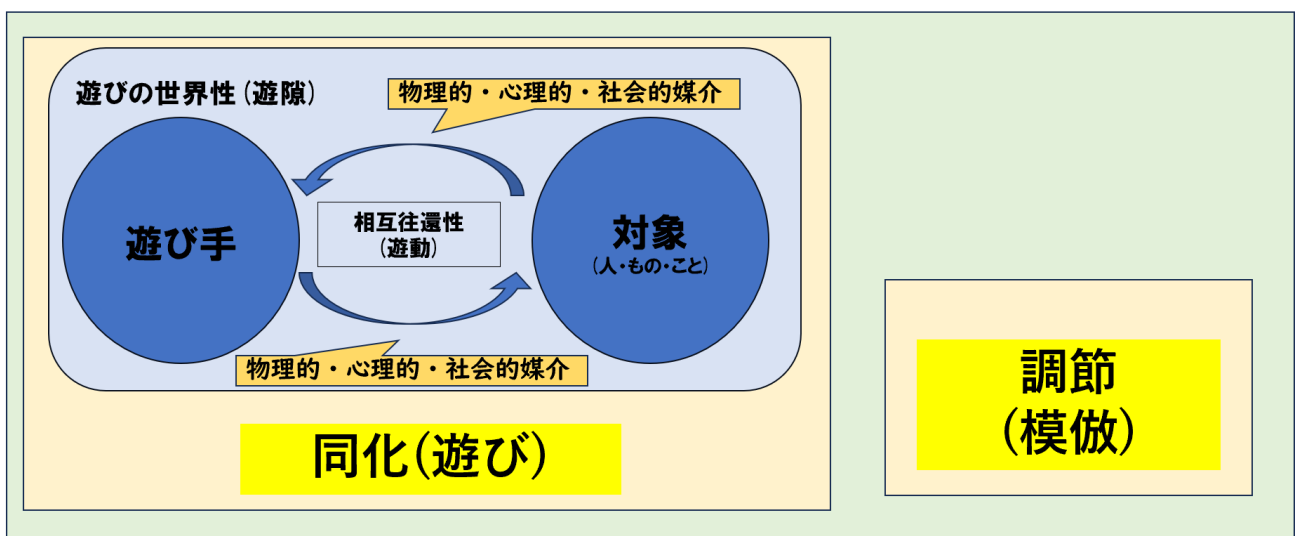 遊びの世界性(遊隙)
物理的・心理的・社会的媒介
遊び手
相互往還性
(遊動)
対象
(人・もの・こと)
物理的・心理的・社会的媒介
同化(遊び)
調節
(模倣)